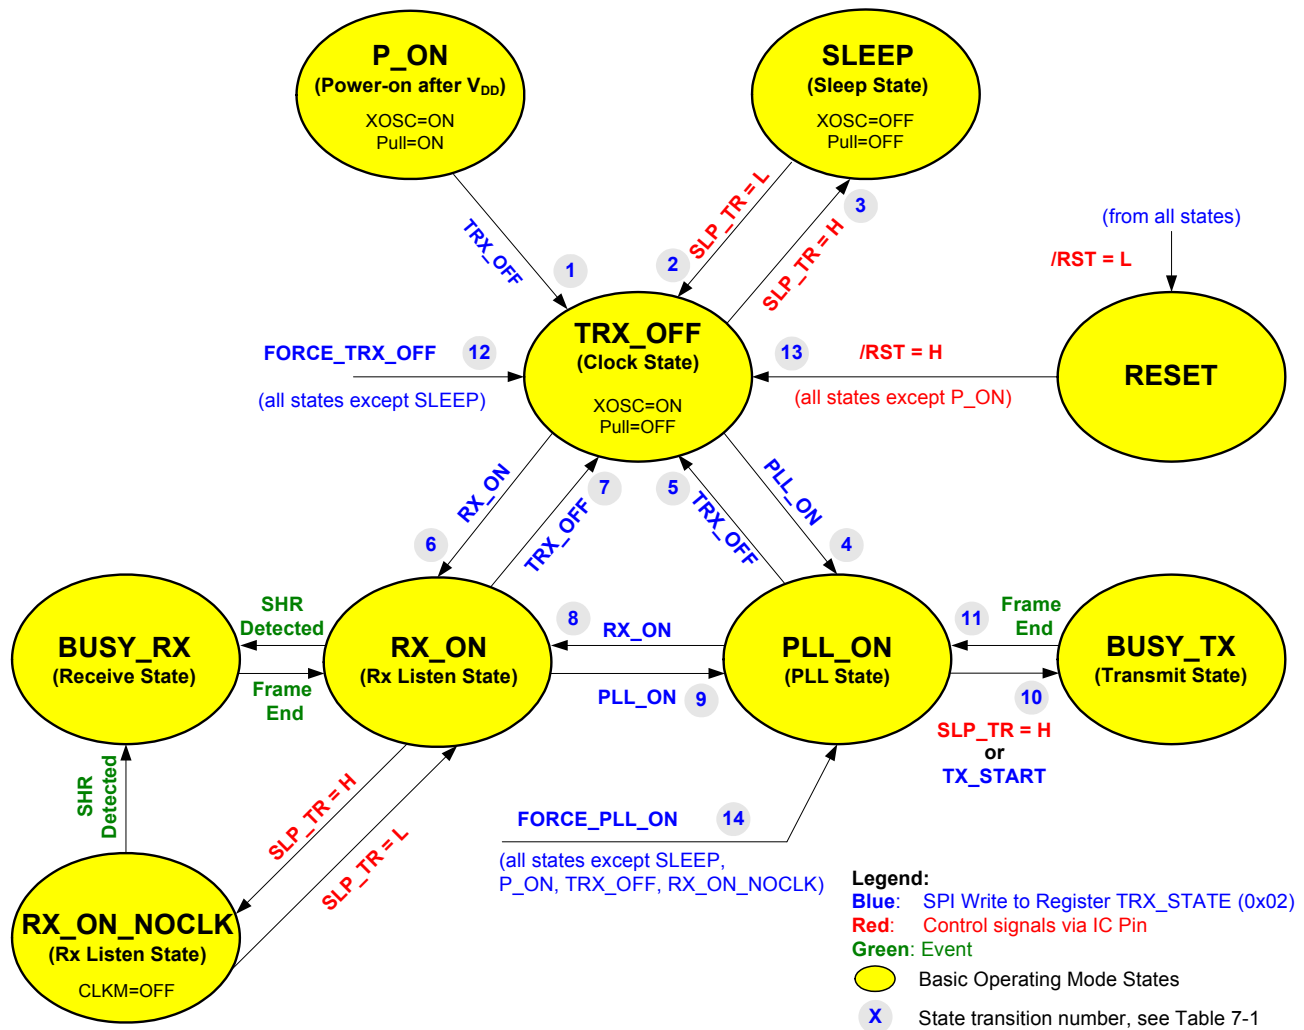 P_ON
(Power-on after VDD)
XOSC=ON
Pull=ON
SLEEP
(Sleep State)
XOSC=OFF
Pull=OFF
TRX_OFF
1
SLP_TR = L
2
SLP_TR = H
3
(from all states)
/RST = L
RESET
TRX_OFF
(Clock State)
XOSC=ON
Pull=OFF
FORCE_TRX_OFF
12
(all states except SLEEP)
/RST = H
13
(all states except P_ON)
RX_ON
6
TRX_OFF
7
TRX_OFF
5
PLL_ON
4
BUSY_RX
(Receive State)
SHR
Detected
Frame
End
RX_ON
(Rx Listen State)
8
RX_ON
PLL_ON
9
PLL_ON
(PLL State)
11
Frame
End
10
SLP_TR = H
or
TX_START
BUSY_TX
(Transmit State)
SHR
Detected
SLP_TR = H
SLP_TR = L
RX_ON_NOCLK
(Rx Listen State)
CLKM=OFF
FORCE_PLL_ON
14
(all states except SLEEP,
P_ON, TRX_OFF, RX_ON_NOCLK)
Legend:
Blue: SPI Write to Register TRX_STATE (0x02)
Red: Control signals via IC Pin
Green: Event
Basic Operating Mode States
X State transition number, see Table 7-1